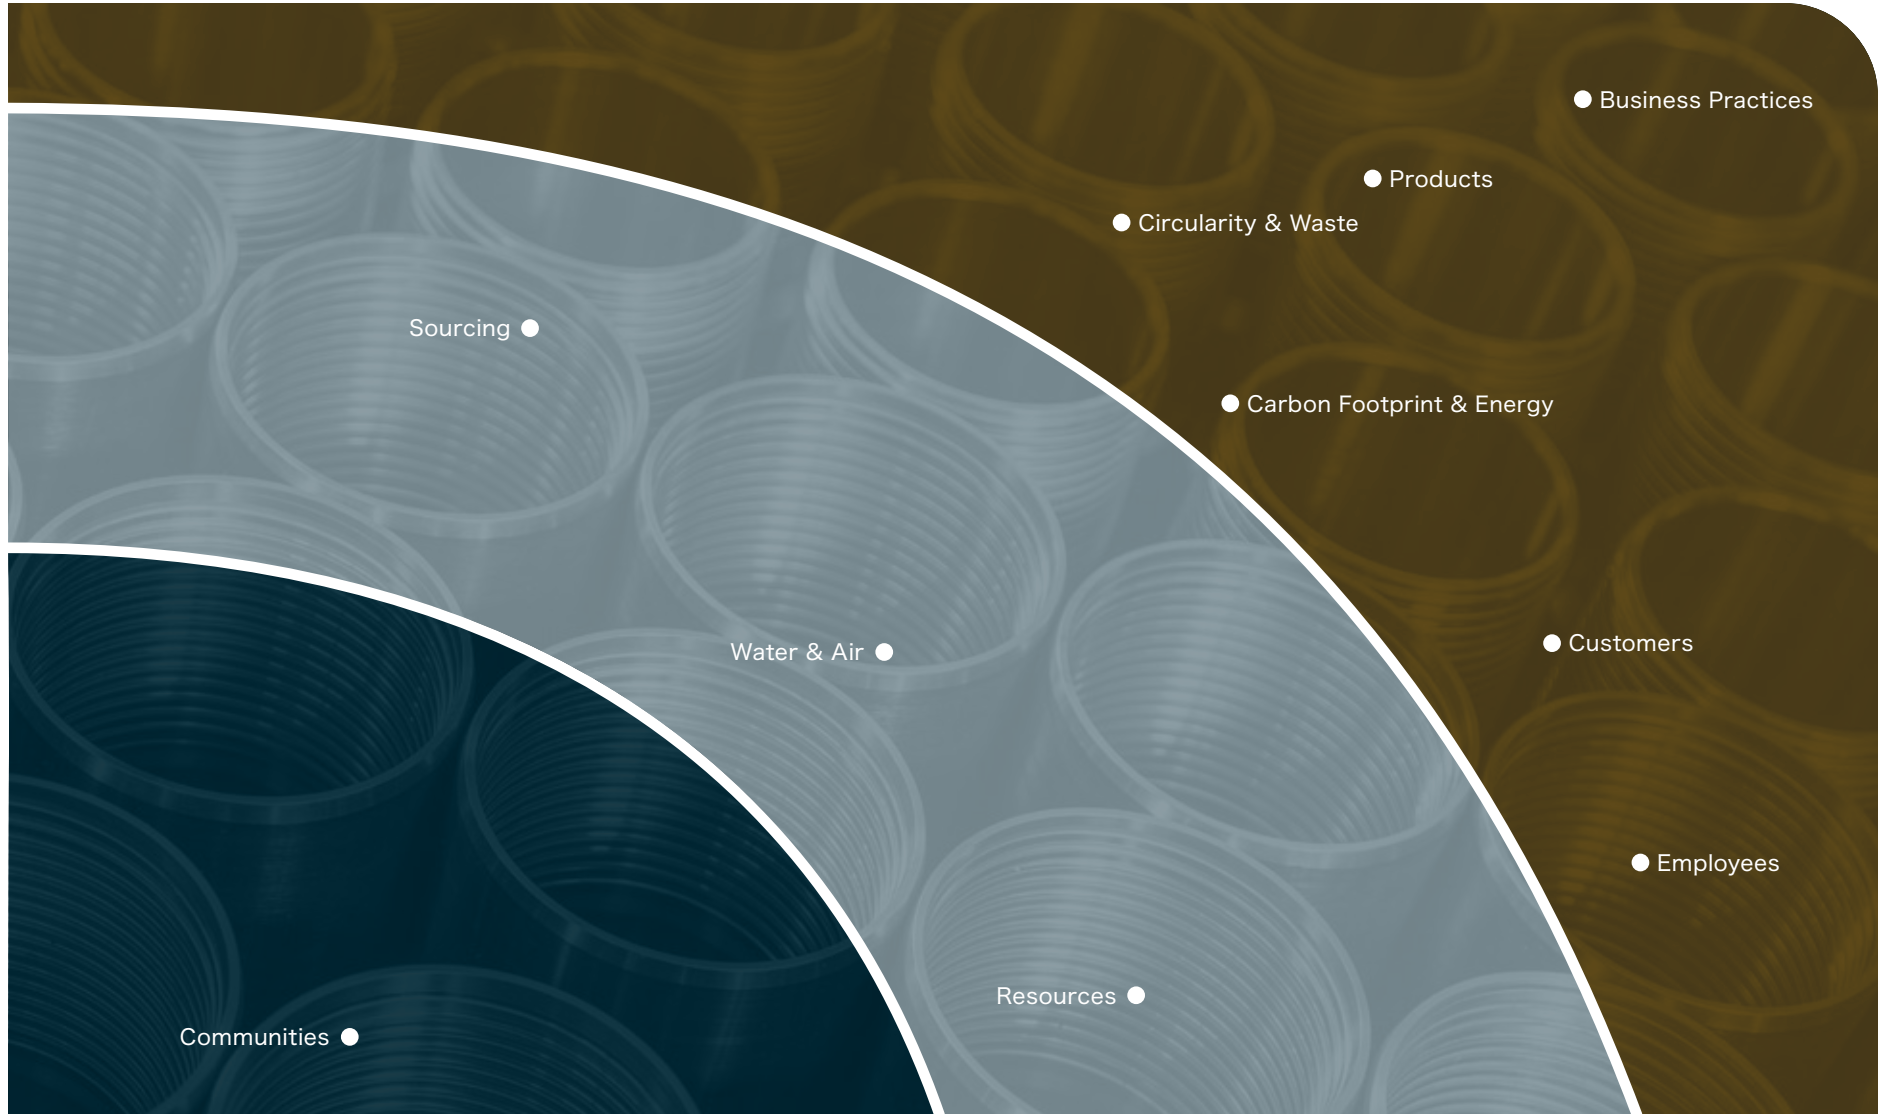 Business Practices
Products
Circularity & Waste
Sourcing
Carbon Footprint & Energy
Customers
Water & Air
Employees
Resources
Communities